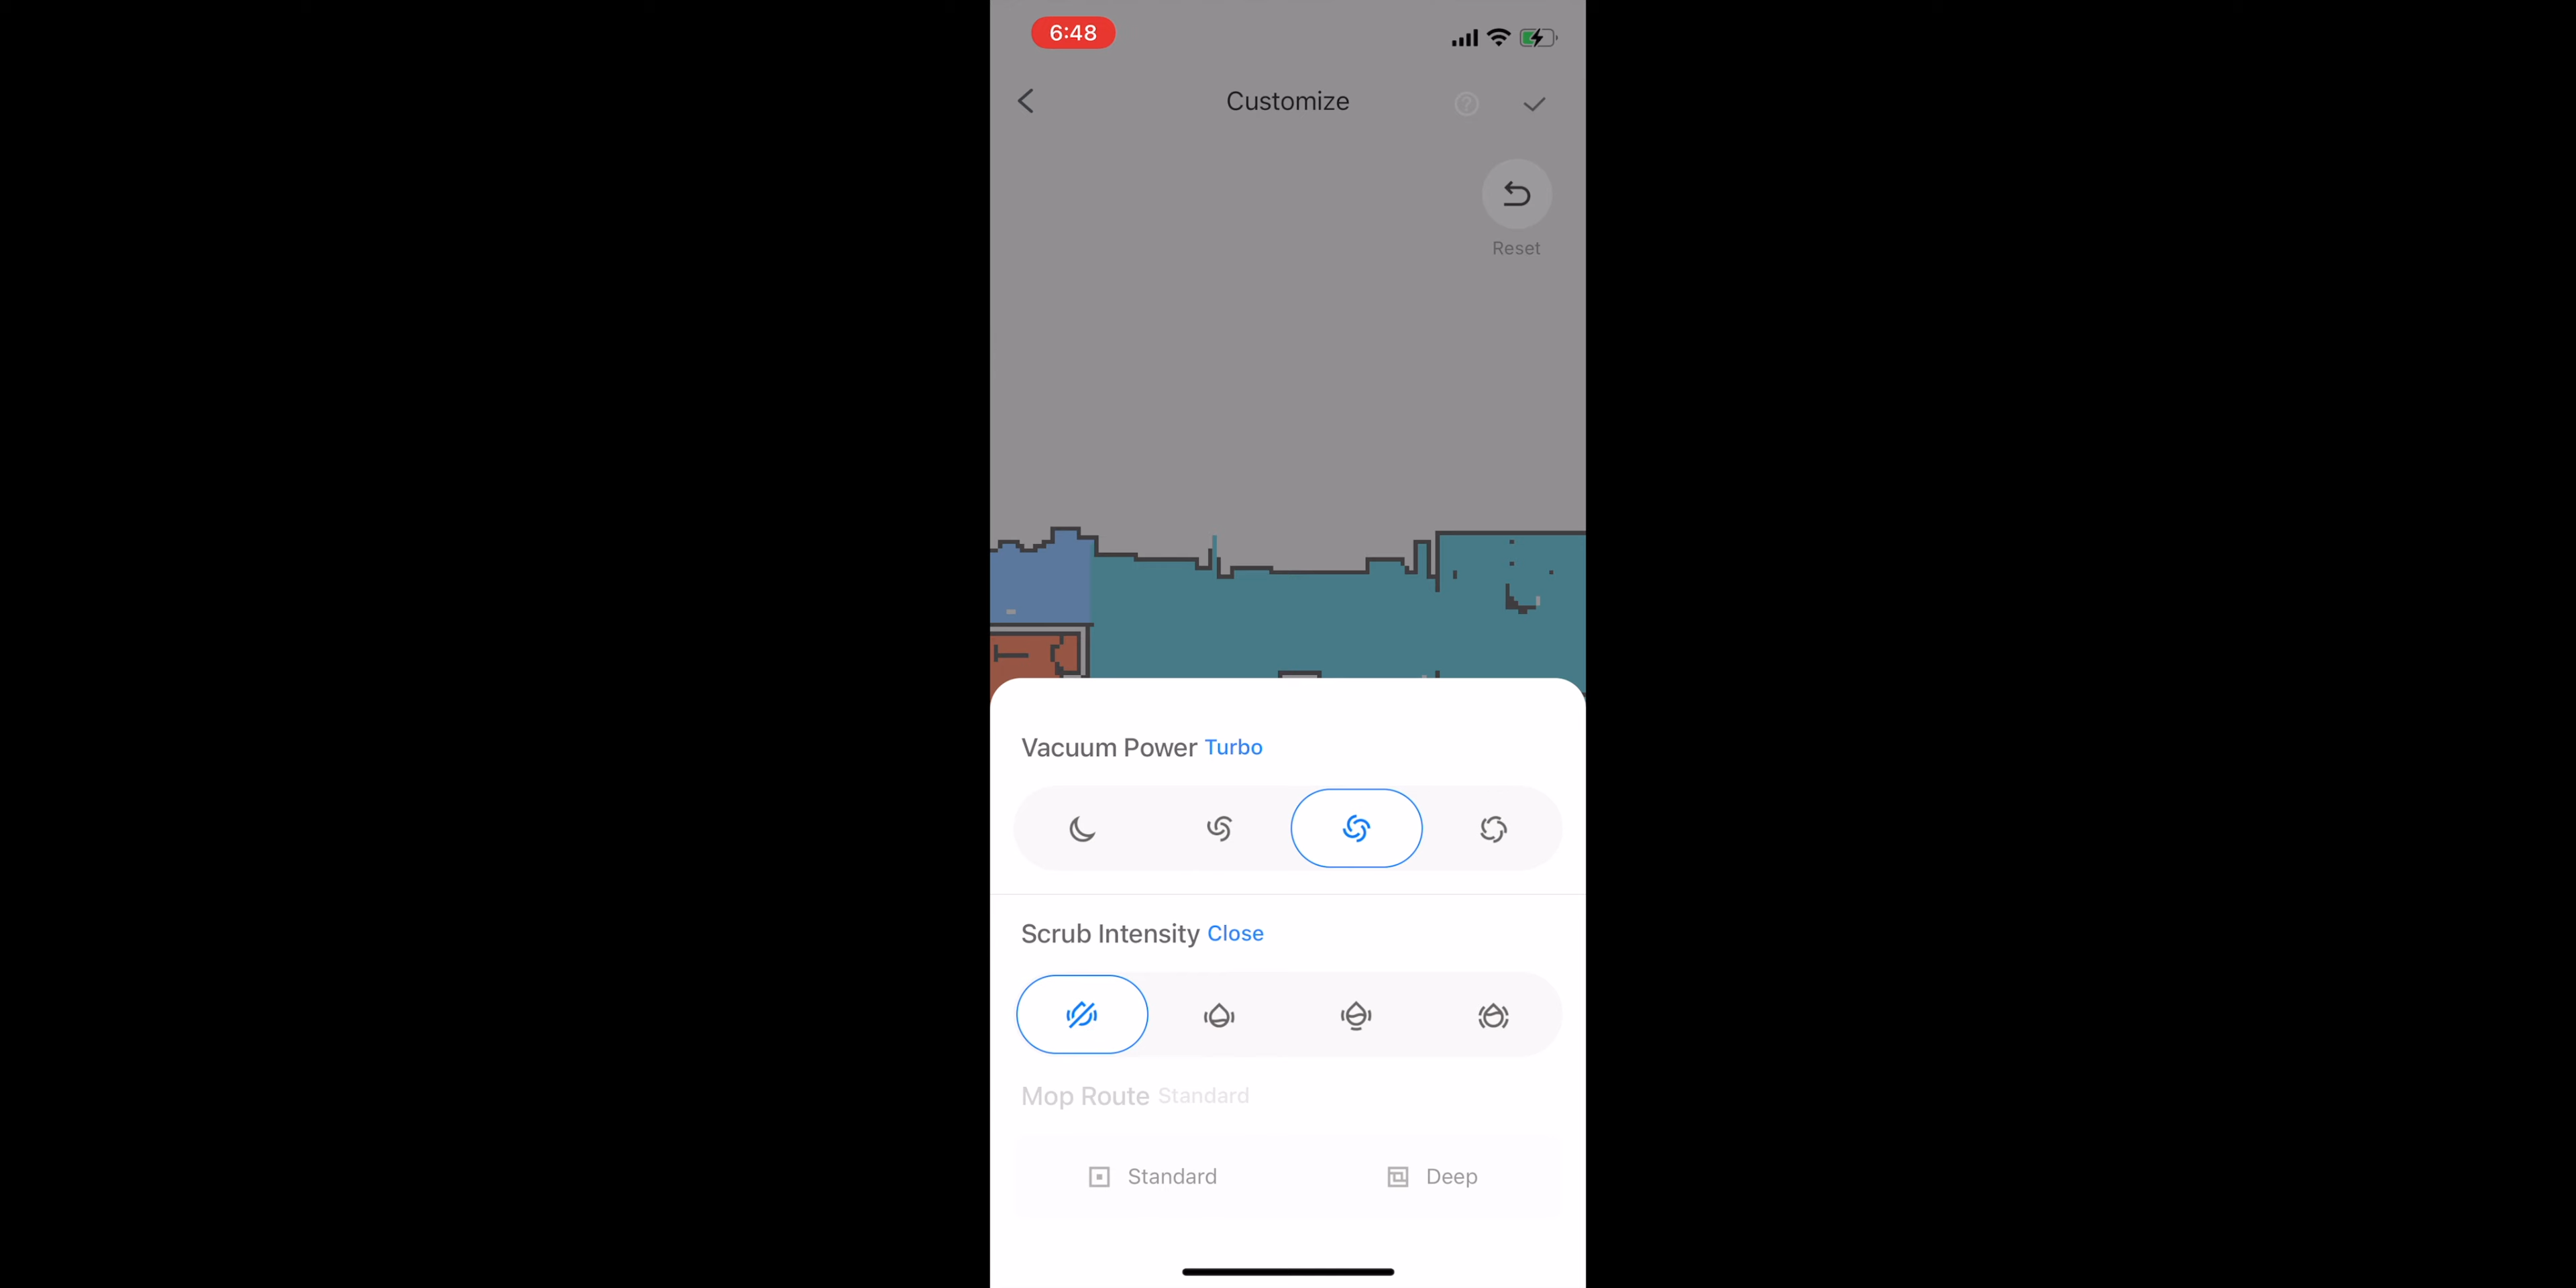 6:48
Customize
Reset
Vacuum Power Turbo
Scrub Intensity Close
Mop Route Standard
Standard Deep